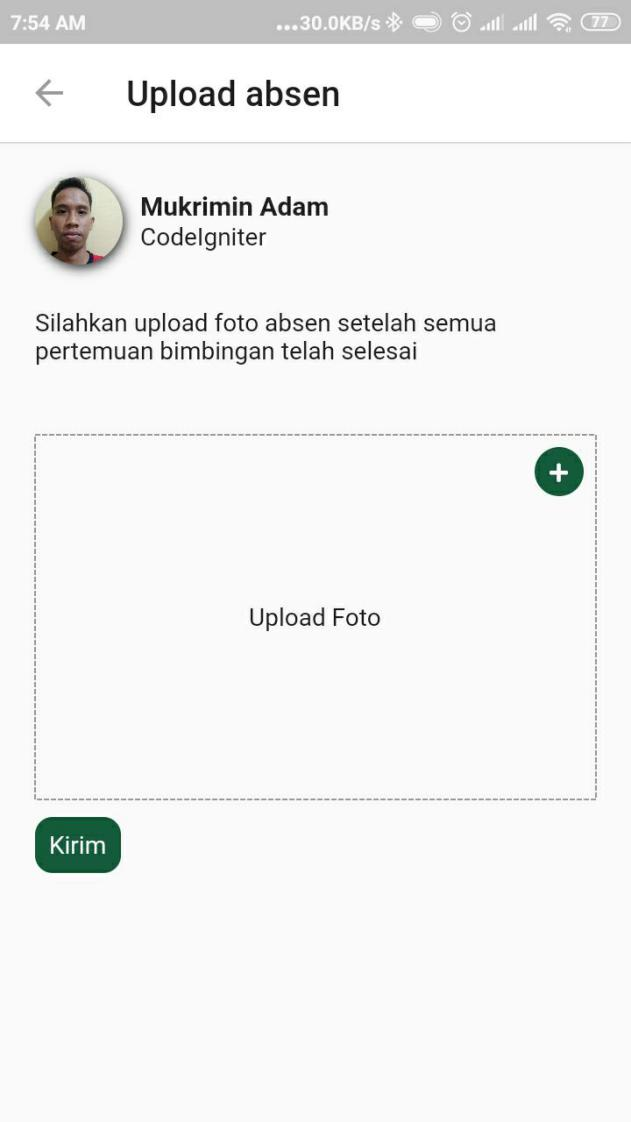 7:54 AM ...30.0KB/s 77
Upload absen
Mukrimin Adam
CodeIgniter
Silahkan upload foto absen setelah semua
pertemuan bimbingan telah selesai
+
Upload Foto
Kirim